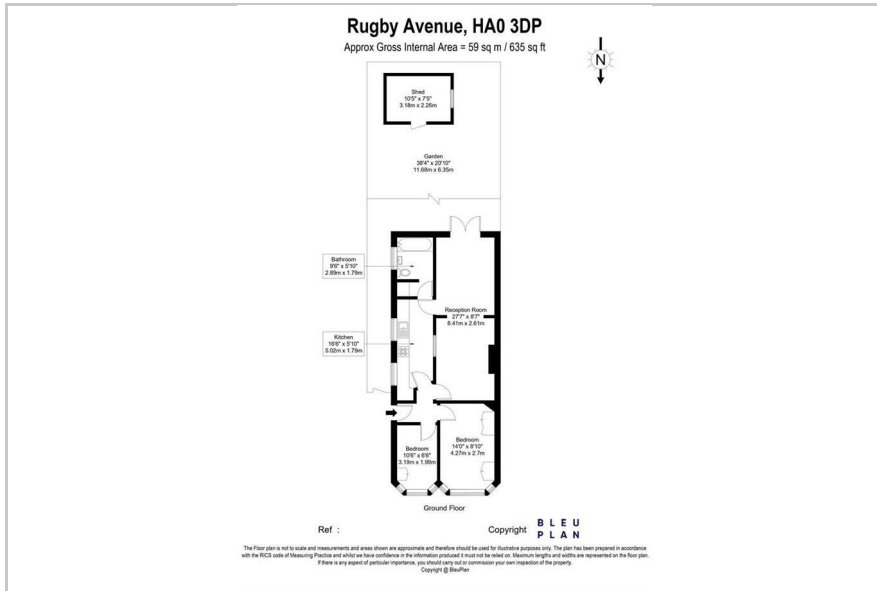 Rugby Avenue, HA0 3DP
Approx Gross Internal Area = 59 sq m / 635 sq ft
N
Shed
10'5" x 7'5"
3.18m x 2.26m
Garden
38'4" x 20'10"
11.68m x 6.35m
Bathroom
9'6" x 5'10"
2.89m x 1.79m
Reception Room
27'7" x 8'7"
8.41m x 2.61m
Kitchen
16'6" x 5'10"
5.02m x 1.79m
Bedroom
14'0" x 8'10"
4.27m x 2.7m
Bedroom
10'6" x 6'6"
3.19m x 1.99m
Ground Floor
Ref :
Copyright
BLEU
PLAN
The Floor plan is not to scale and measurements and areas shown are approximate and therefore should be used for illustrative purposes only. The plan has been prepared in accordance
with the RICS code of Measuring Practice and whilst we have confidence in the information produced it must not be relied on. Maximum lengths and widths are represented on the floor plan.
If there is any aspect of particular importance, you should carry out or commission your own inspection of the property.
Copyright @ BleuPlan